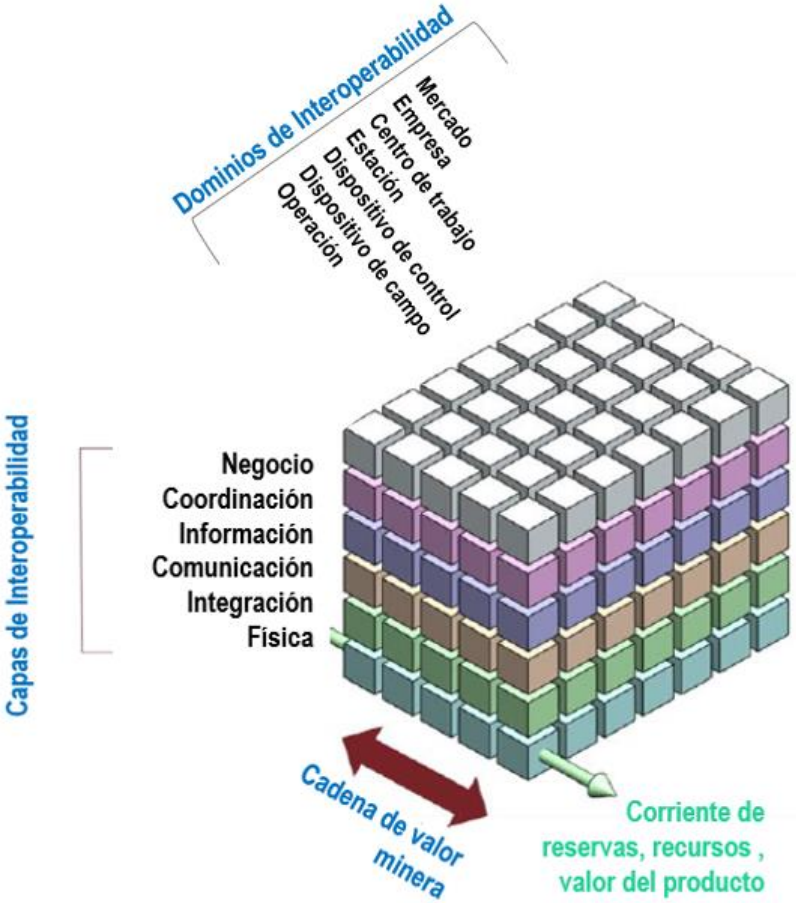 Dominios de Interoperabilidad
Mercado
Empresa
Centro de trabajo
Estación
Dispositivo de control
Dispositivo de campo
Operación
Capas de Interoperabilidad
Negocio
Coordinación
Información
Comunicación
Integración
Física
Cadena de valor
minera
Corriente de
reservas, recursos ,
valor del producto